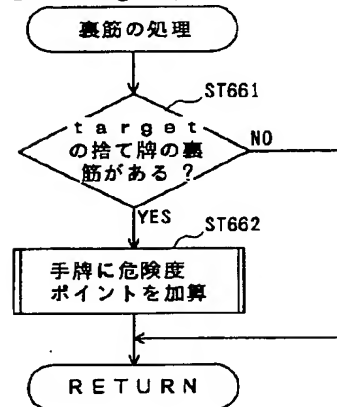 裏筋の処理
ST661
target
の捨て牌の裏
筋がある？
NO
YES
ST662
手牌に危険度
ポイントを加算
RETURN